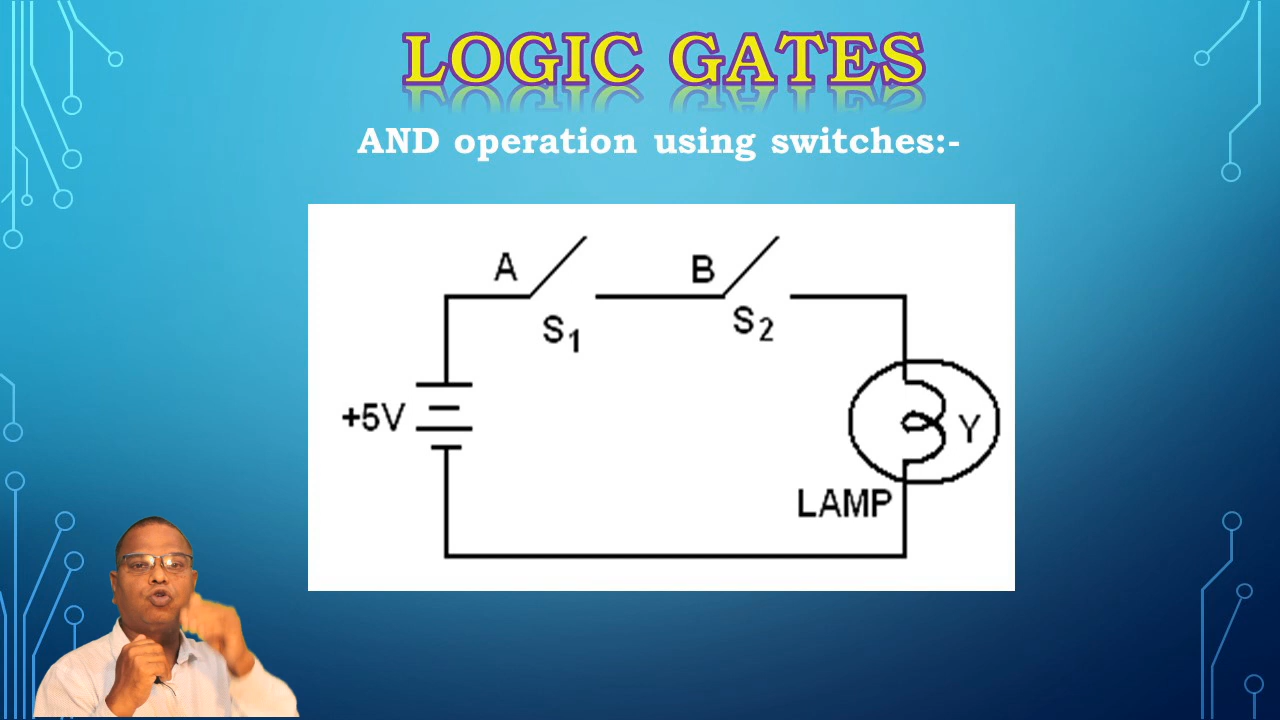 LOGIC GATES
AND operation using switches:-
A
B
S1
S2
+5V
Y
LAMP